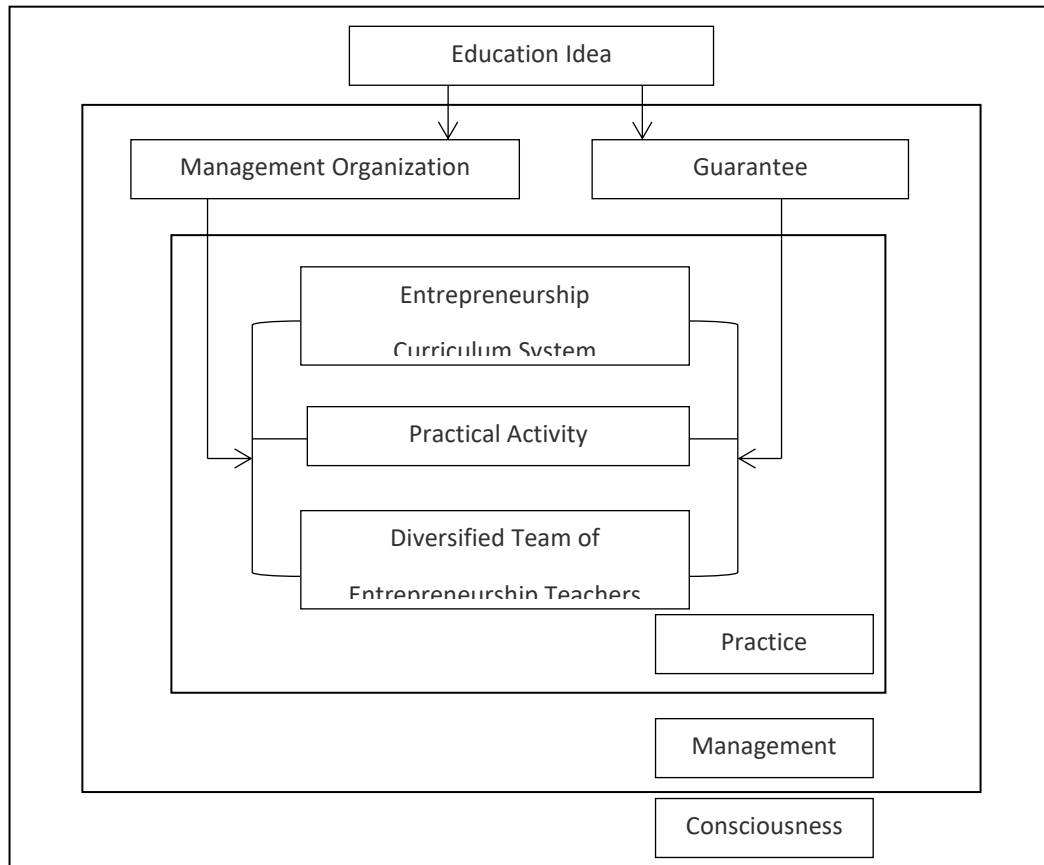 Education Idea
Management Organization
Guarantee
Entrepreneurship
Curriculum System
Practical Activity
Diversified Team of
Entrepreneurship Teachers
Practice
Management
Consciousness